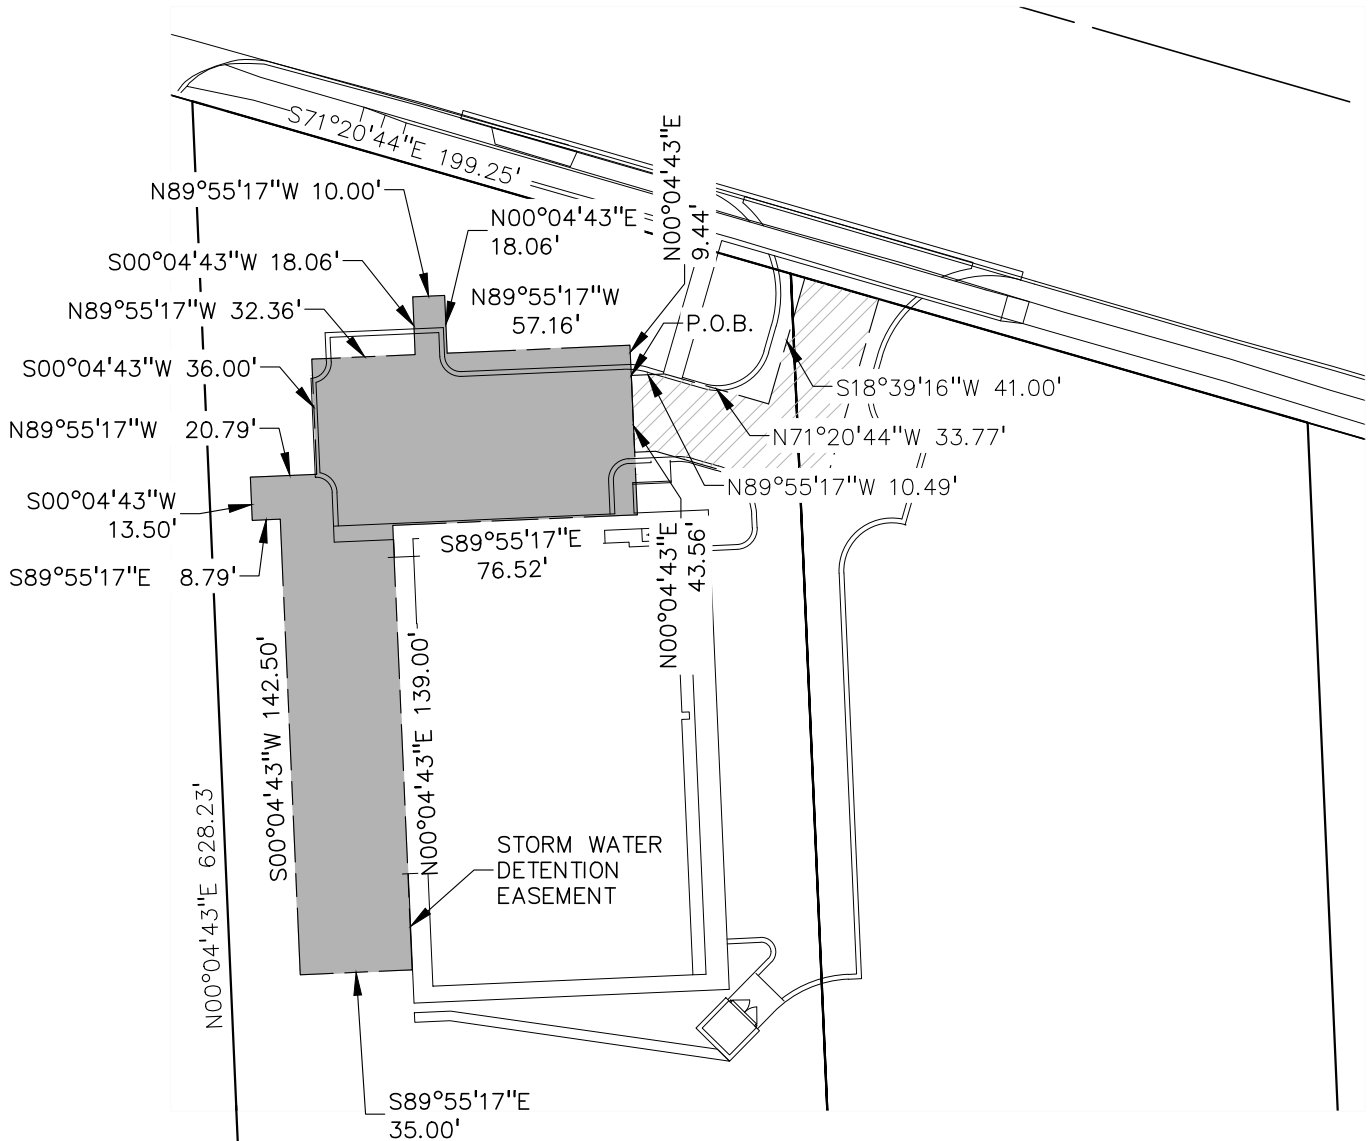 S71°20'44"E 199.25'
N89°55'17"W 10.00'
N00°04'43"E
9.44'
N00°04'43"E
18.06'
S00°04'43"W 18.06'
N89°55'17"W
57.16'
N89°55'17"W 32.36'
P.O.B.
S00°04'43"W 36.00'
S18°39'16"W 41.00'
N89°55'17"W 20.79'
N71°20'44"W 33.77'
N89°55'17"W 10.49'
S00°04'43"W
13.50'
S89°55'17"E
76.52'
N00°04'43"E
43.56'
S89°55'17"E 8.79'
S00°04'43"W 142.50'
N00°04'43"E 139.00'
N00°04'43"E 628.23'
STORM WATER
DETENTION
EASEMENT
S89°55'17"E
35.00'